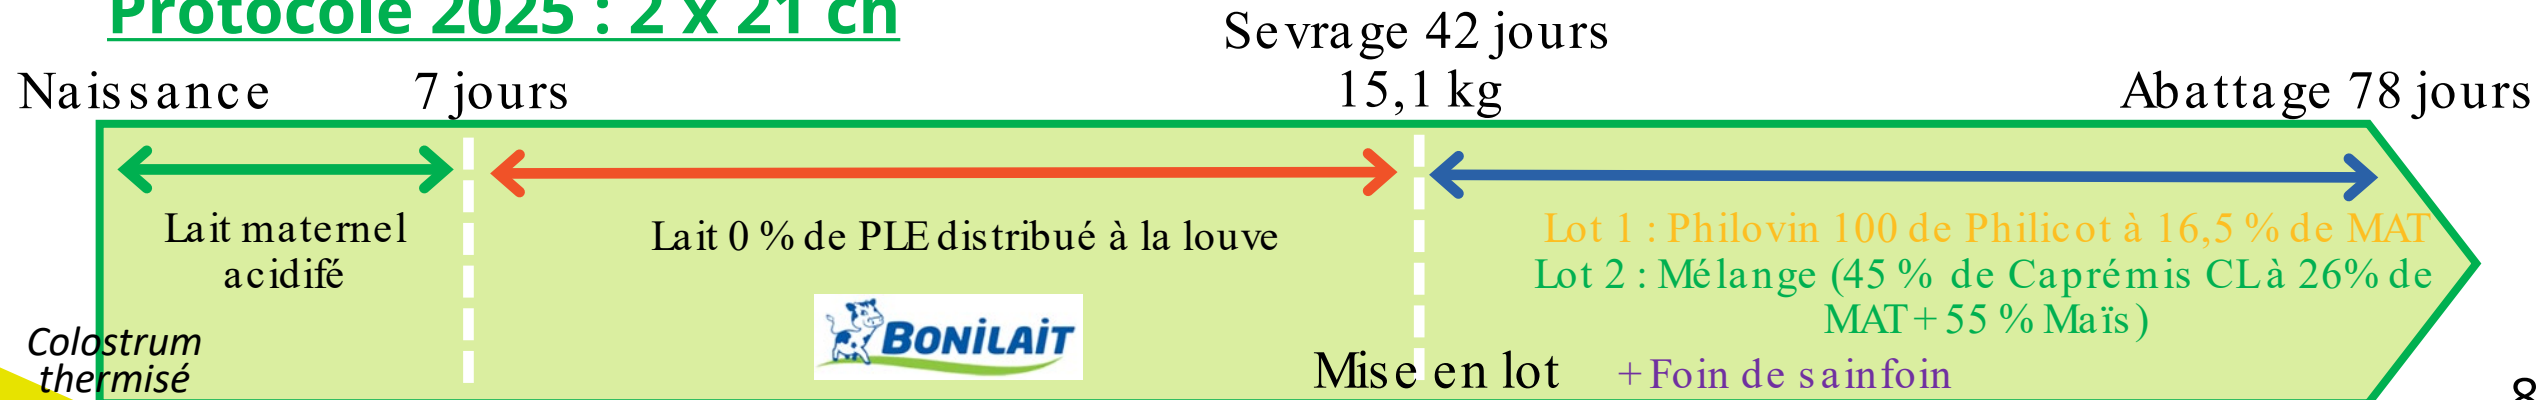 Protocole 2025 : 2 x 21 ch
Sevrage 42 jours
15,1 kg
Naissance
7 jours
Abattage 78 jours
Lait maternel
acidifé
Lait 0 % de PLE distribué à la louve
Lot 1 : Philovin 100 de Philicot à 16,5 % de MAT
Lot 2 : Mélange (45 % de Caprémis CL à 26% de
MAT + 55 % Maïs)
BONILAIT
Colostrum
thermisé
Mise en lot
+ Foin de sainfoin
8